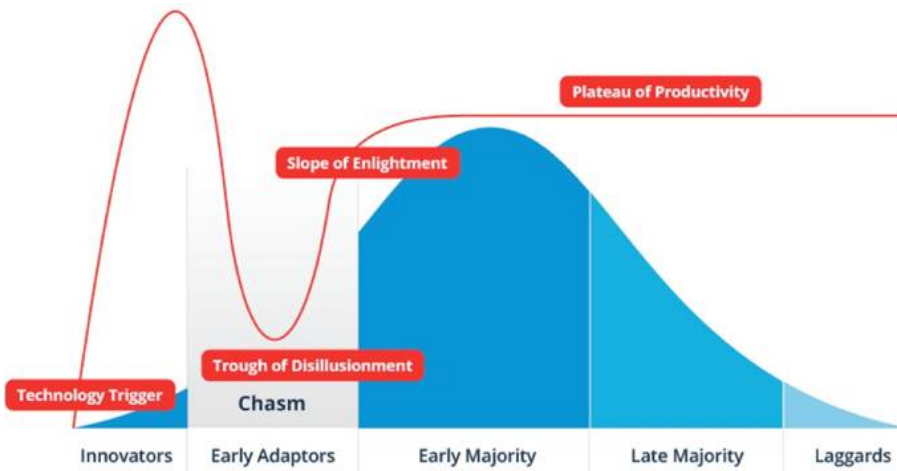 Plateau of Productivity
Slope of Enlightment
Trough of Disillusionment
Technology Trigger
Chasm
Innovators
Early Adaptors
Early Majority
Late Majority
Laggards